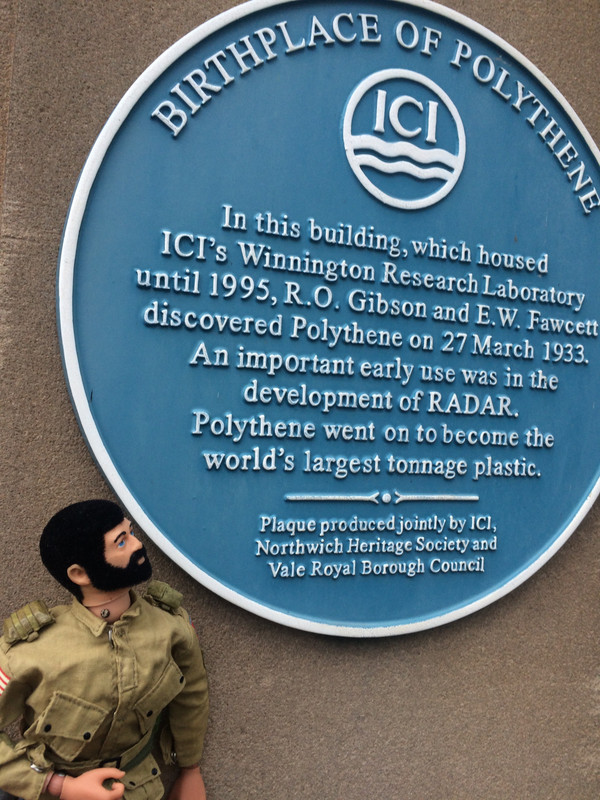 BIRTHPLACE OF POLYTHENE
ICI
In this building, which housed
ICI's Winnington Research Laboratory
until 1995, R.O. Gibson and E.W. Fawcett
discovered Polythene on 27 March 1933.
An important early use was in the
development of RADAR.
Polythene went on to become the
world's largest tonnage plastic.
Plaque produced jointly by ICI,
Northwich Heritage Society and
Vale Royal Borough Council